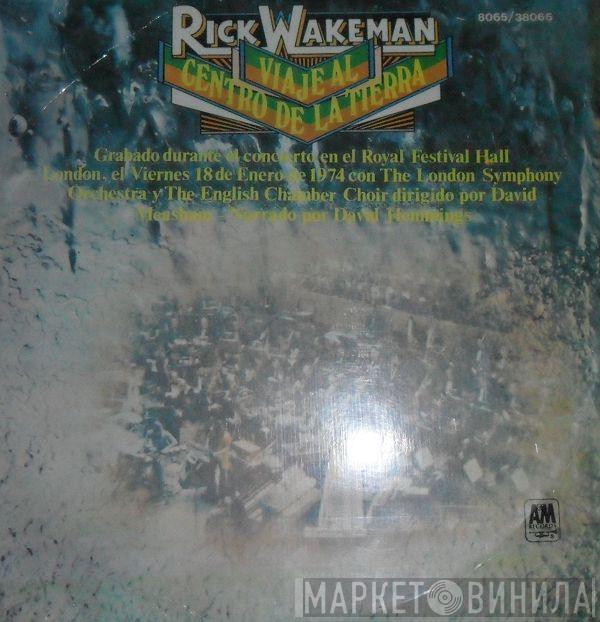 8065/38065
RICK WAKEMAN
VIAJE AL
CENTRO DE LA TIERRA
Grabado durante el concierto en el Royal Festival Hall
London, el Viernes 18 de Enero de 1974 con The London Symphony
Orchestra y The English Chamber Choir dirigido por David
Measham Narrado por David Hemmings
AM
RECORDS
МАРКЕТ ВИНИЛА